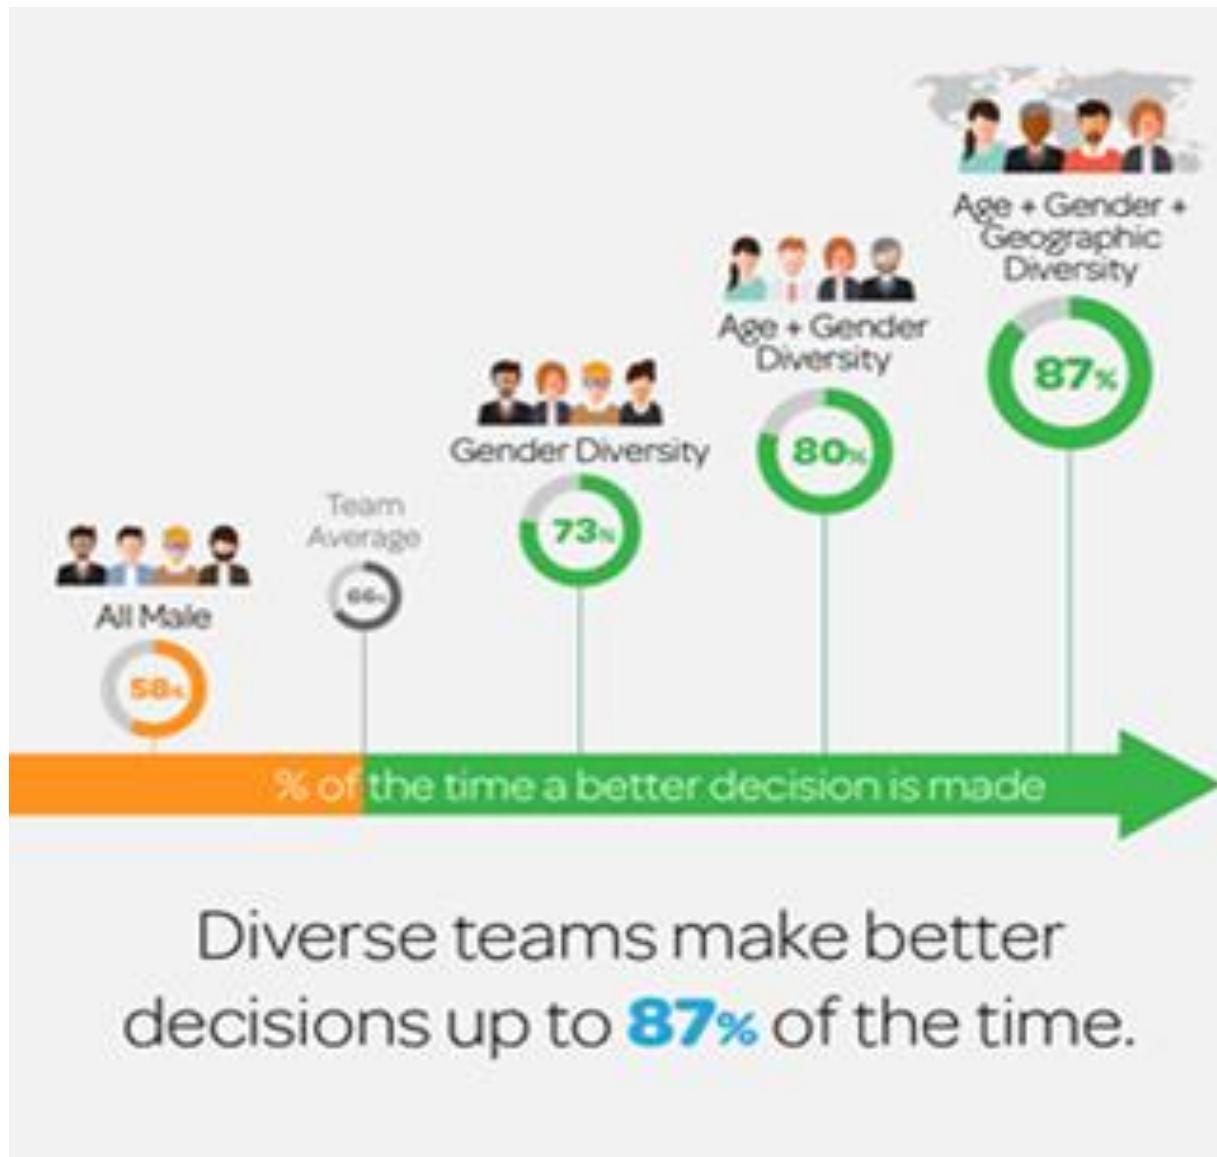 All Male
58%
Team
Average
66%
Gender Diversity
73%
Age + Gender
Diversity
80%
Age + Gender +
Geographic
Diversity
87%
% of the time a better decision is made
Diverse teams make better
decisions up to 87% of the time.